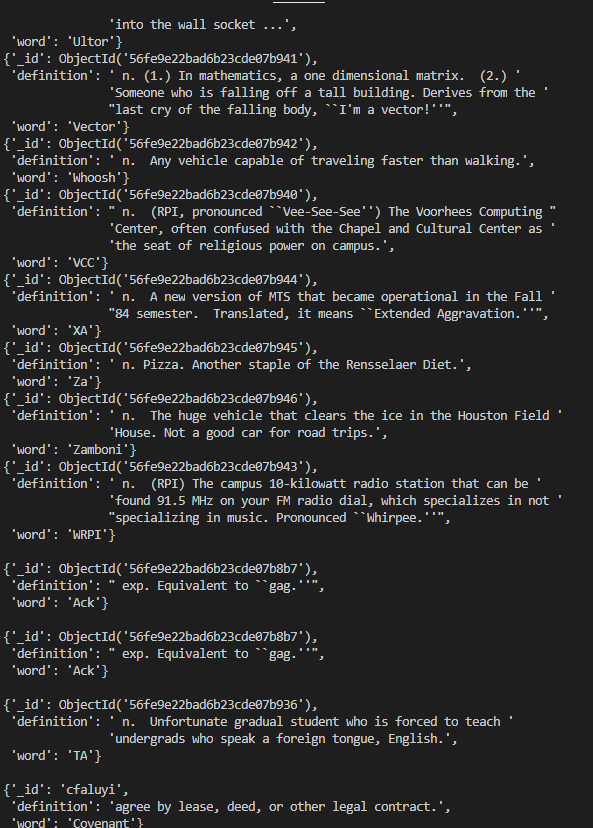 'into the wall socket ...',
'word': 'Ultor'}
{'_id': ObjectId('56fe9e22bad6b23cde07b941'),
'definition': ' n. (1.) In mathematics, a one dimensional matrix.  (2.) '
'Someone who is falling off a tall building. Derives from the '
"last cry of the falling body, ``I'm a vector!''",
'word': 'Vector'}
{'_id': ObjectId('56fe9e22bad6b23cde07b942'),
'definition': ' n.  Any vehicle capable of traveling faster than walking.',
'word': 'Whoosh'}
{'_id': ObjectId('56fe9e22bad6b23cde07b940'),
'definition': " n.  (RPI, pronounced ``Vee-See-See'') The Voorhees Computing "
'Center, often confused with the Chapel and Cultural Center as '
'the seat of religious power on campus.',
'word': 'VCC'}
{'_id': ObjectId('56fe9e22bad6b23cde07b944'),
'definition': ' n.  A new version of MTS that became operational in the Fall '
"84 semester.  Translated, it means ``Extended Aggravation.''",
'word': 'XA'}
{'_id': ObjectId('56fe9e22bad6b23cde07b945'),
'definition': ' n. Pizza. Another staple of the Rensselaer Diet.',
'word': 'Za'}
{'_id': ObjectId('56fe9e22bad6b23cde07b946'),
'definition': ' n.  The huge vehicle that clears the ice in the Houston Field '
'House. Not a good car for road trips.',
'word': 'Zamboni'}
{'_id': ObjectId('56fe9e22bad6b23cde07b943'),
'definition': ' n.  (RPI) The campus 10-kilowatt radio station that can be '
'found 91.5 MHz on your FM radio dial, which specializes in not '
"specializing in music. Pronounced ``Whirpee.''",
'word': 'WRPI'}
{'_id': ObjectId('56fe9e22bad6b23cde07b8b7'),
'definition': " exp. Equivalent to ``gag.''",
'word': 'Ack'}
{'_id': ObjectId('56fe9e22bad6b23cde07b8b7'),
'definition': " exp. Equivalent to ``gag.''",
'word': 'Ack'}
{'_id': ObjectId('56fe9e22bad6b23cde07b936'),
'definition': ' n.  Unfortunate gradual student who is forced to teach '
'undergrads who speak a foreign tongue, English.',
'word': 'TA'}
{'_id': 'cfaluyi',
'definition': 'agree by lease, deed, or other legal contract.',
'word': 'Covenant'}